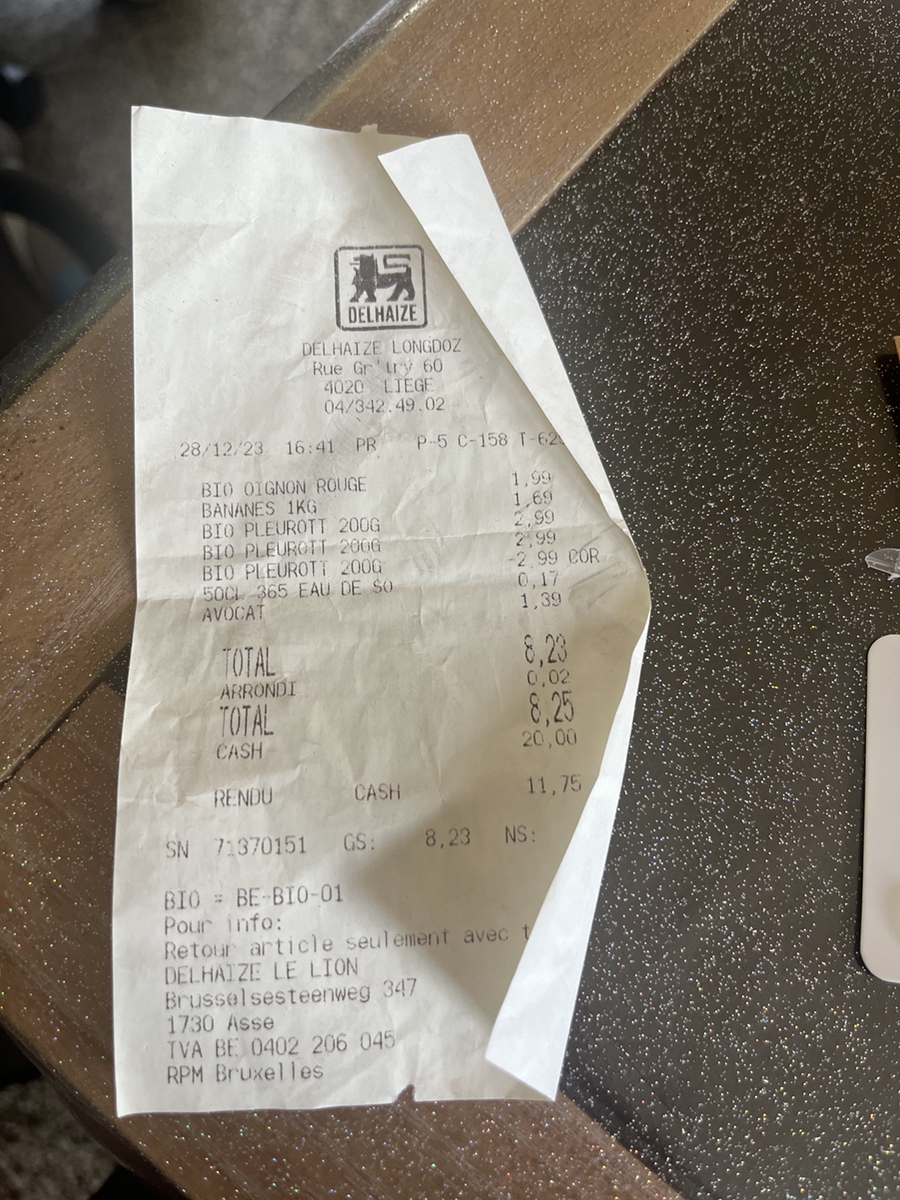 DELHAIZE
DELHAIZE LONGDOZ
Rue Gr'try 60
4020 LIEGE
04/342.49.02
28/12/23 16:41 PR P-5 C-158 T-62
BIO OIGNON ROUGE 1,99
BANANES 1KG 1,69
BIO PLEUROTT 200G 2,99
BIO PLEUROTT 200G 2,99
BIO PLEUROTT 200G -2,99 COR
50CL 365 EAU DE SO 0,17
AVOCAT 1,39
TOTAL 8,23
ARRONDI 0,02
TOTAL 8,25
CASH 20,00
RENDU CASH 11,75
SN 71370151 GS: 8,23 NS:
BIO = BE-BIO-01
Pour info:
Retour article seulement avec t
DELHAIZE LE LION
Brusselsesteenweg 347
1730 Asse
TVA BE 0402 206 045
RPM Bruxelles